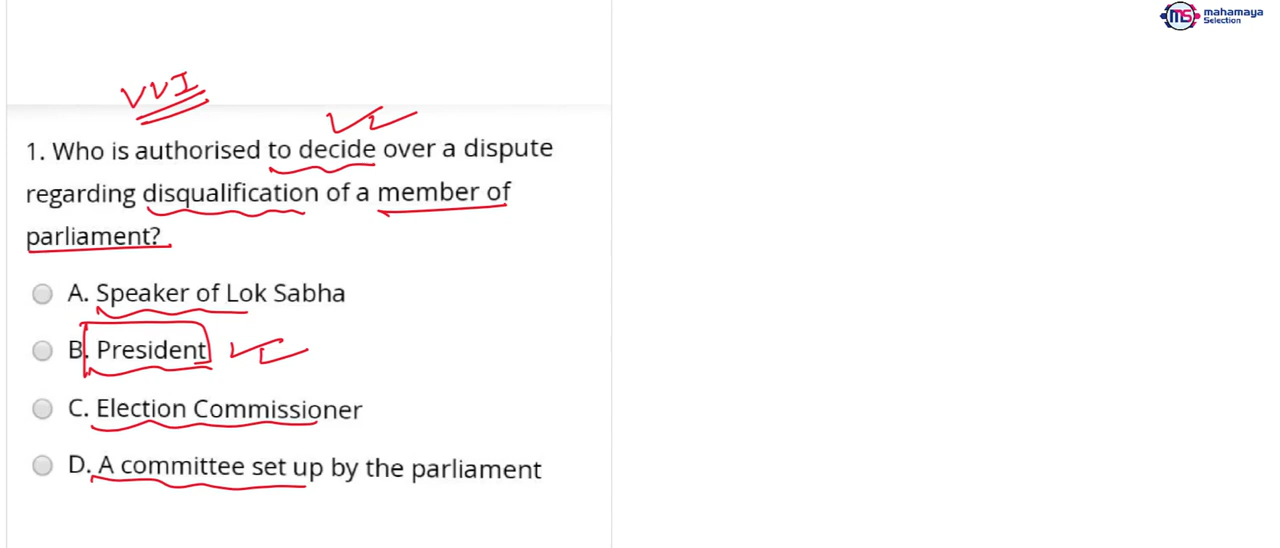 mahamaya
Selection
VVI
1. Who is authorised to decide over a dispute
regarding disqualification of a member of
parliament?
A. Speaker of Lok Sabha
B. President
C. Election Commissioner
D. A committee set up by the parliament